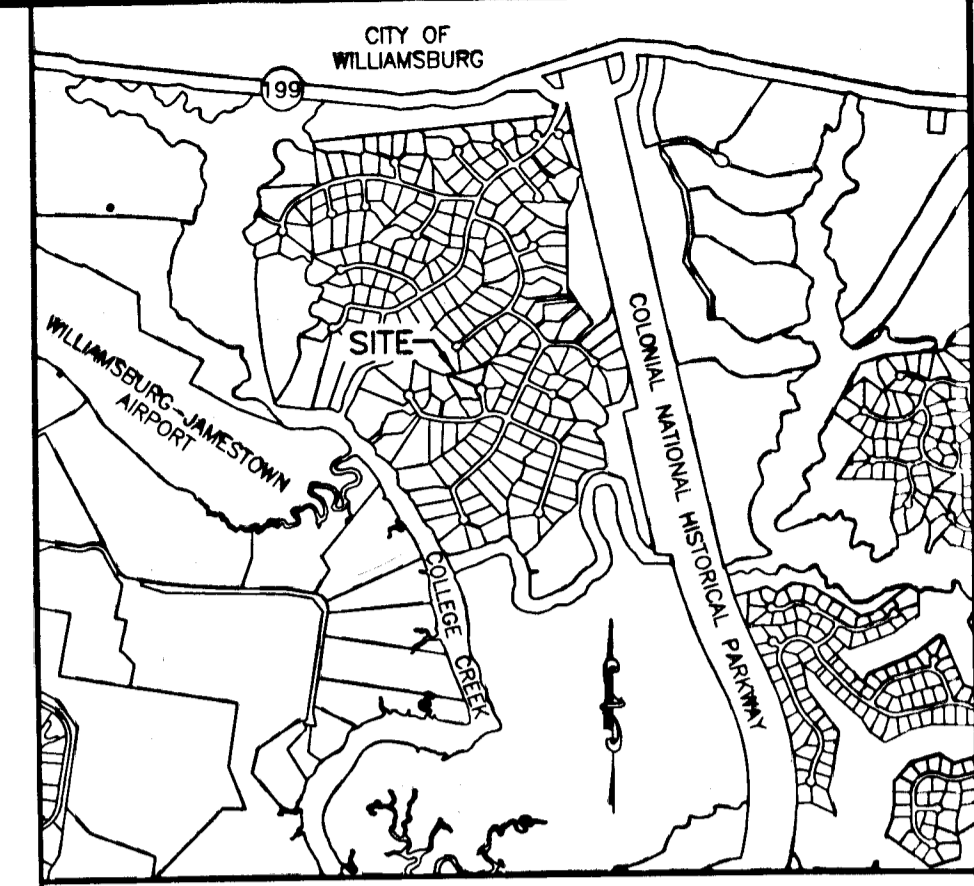 CITY OF
WILLIAMSBURG
199
SITE
WILLIAMSBURG-JAMESTOWN
AIRPORT
COLONIAL NATIONAL HISTORICAL PARKWAY
COLLEGE CREEK